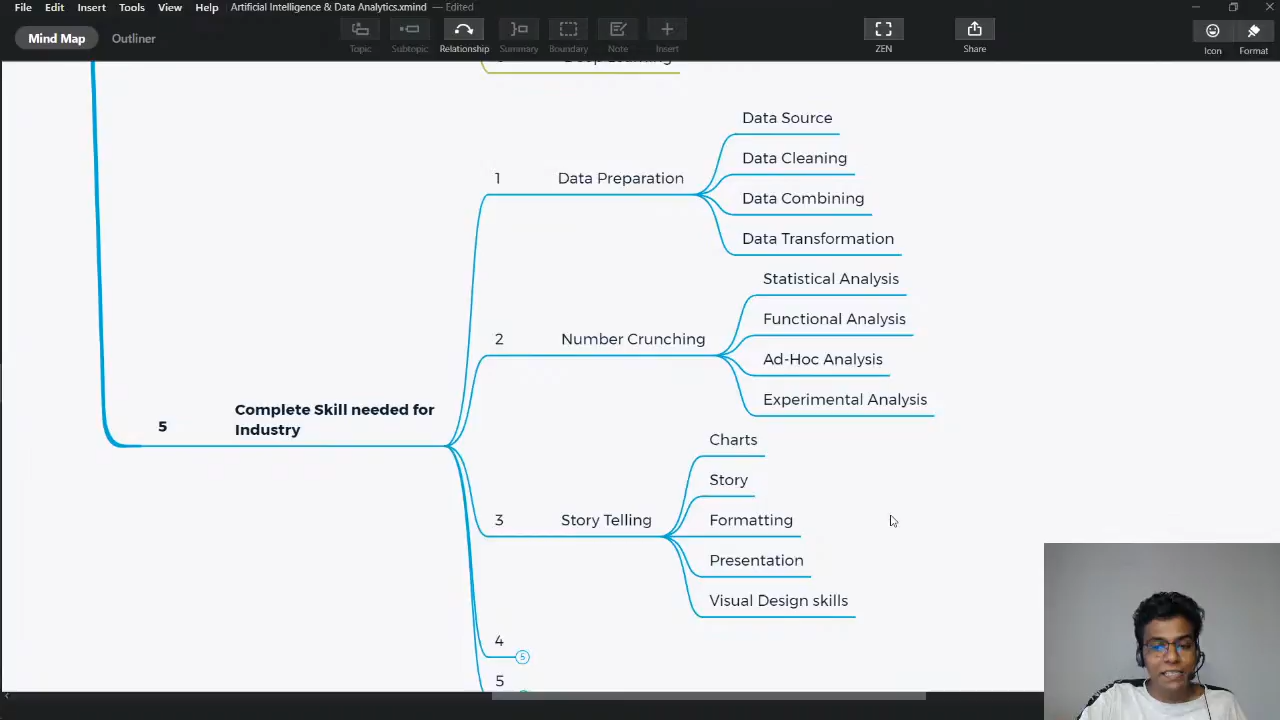 File Edit Insert Tools View Help Artificial Intelligence & Data Analytics.xmind — Edited
Mind Map Outliner
Topic Subtopic Relationship Summary Boundary Note Insert ZEN Share Icon Format
Deep Learning
Data Source
Data Cleaning
1 Data Preparation
Data Combining
Data Transformation
Statistical Analysis
Functional Analysis
2 Number Crunching
Ad-Hoc Analysis
Experimental Analysis
5 Complete Skill needed for
Industry
Charts
Story
3 Story Telling
Formatting
Presentation
Visual Design skills
4 5
5